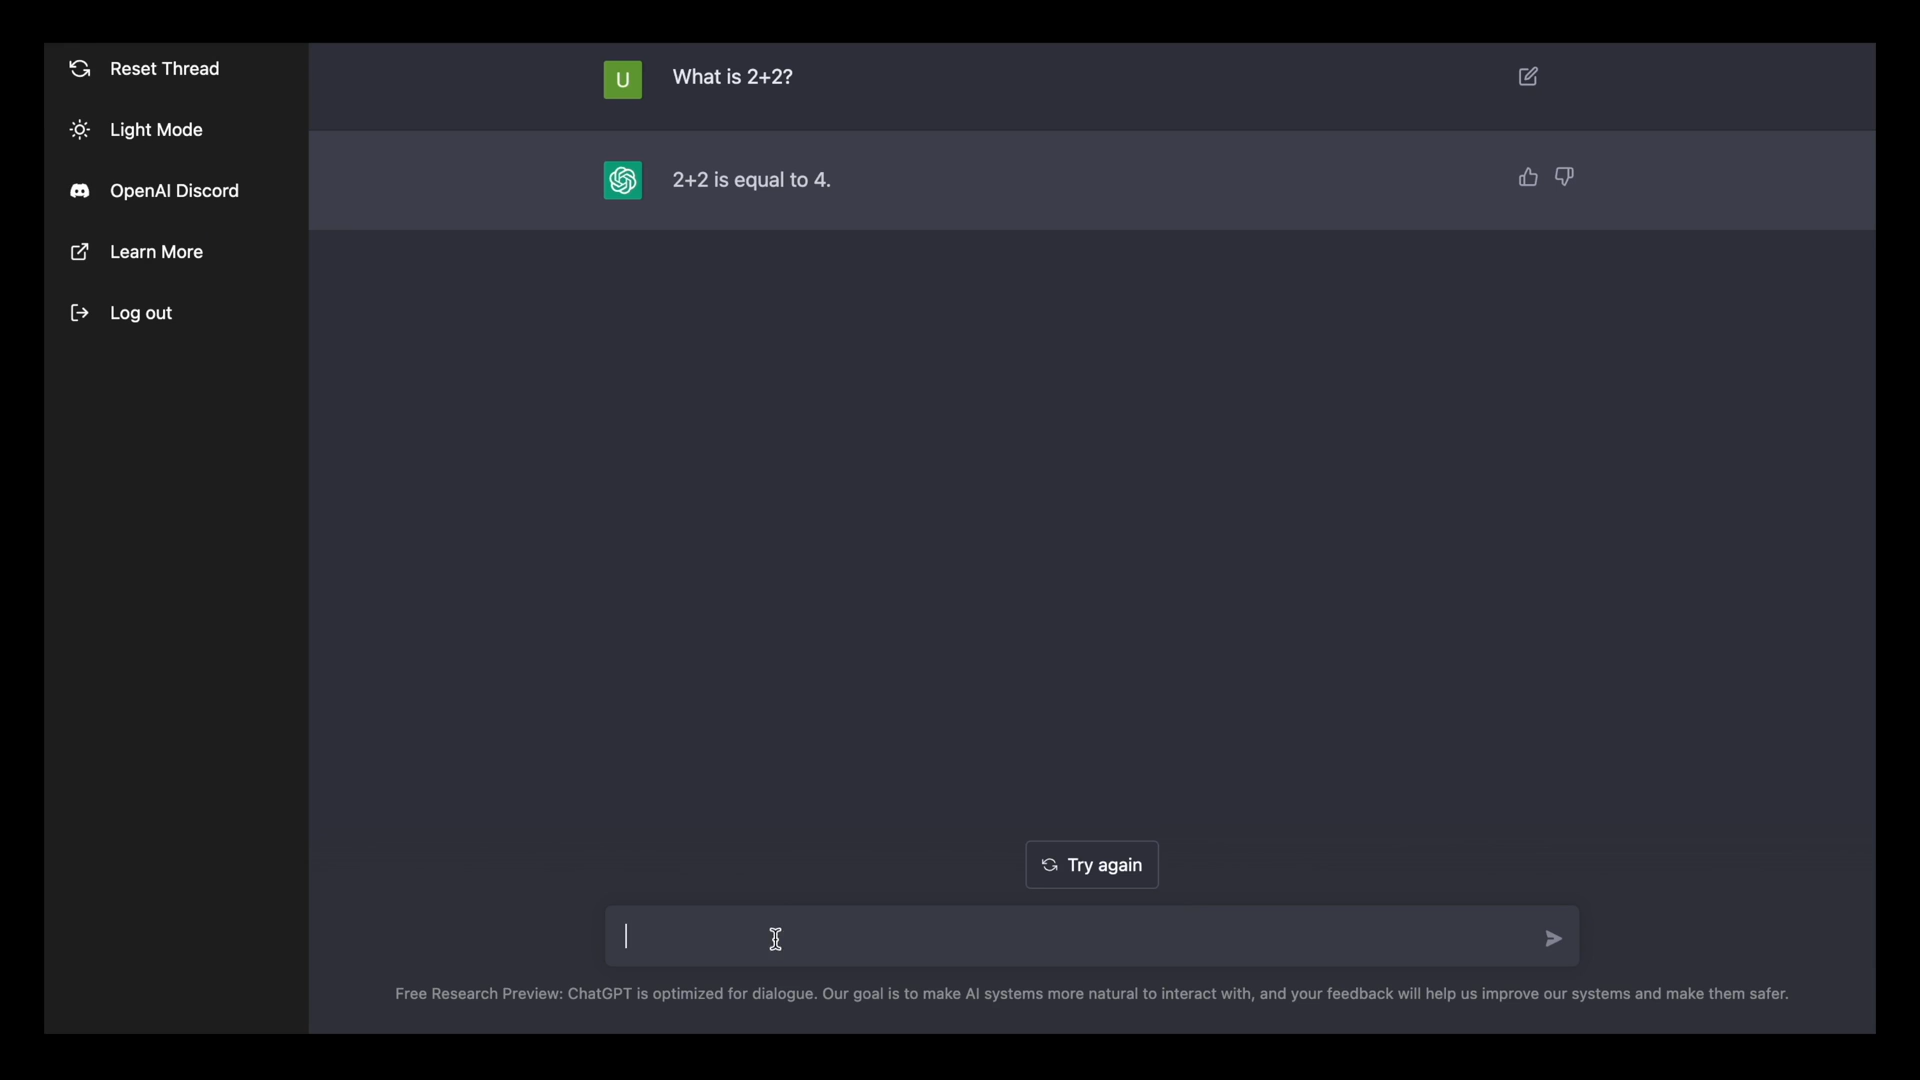 Reset Thread
Light Mode
OpenAI Discord
Learn More
Log out
U
What is 2+2?
2+2 is equal to 4.
Try again
Free Research Preview: ChatGPT is optimized for dialogue. Our goal is to make AI systems more natural to interact with, and your feedback will help us improve our systems and make them safer.